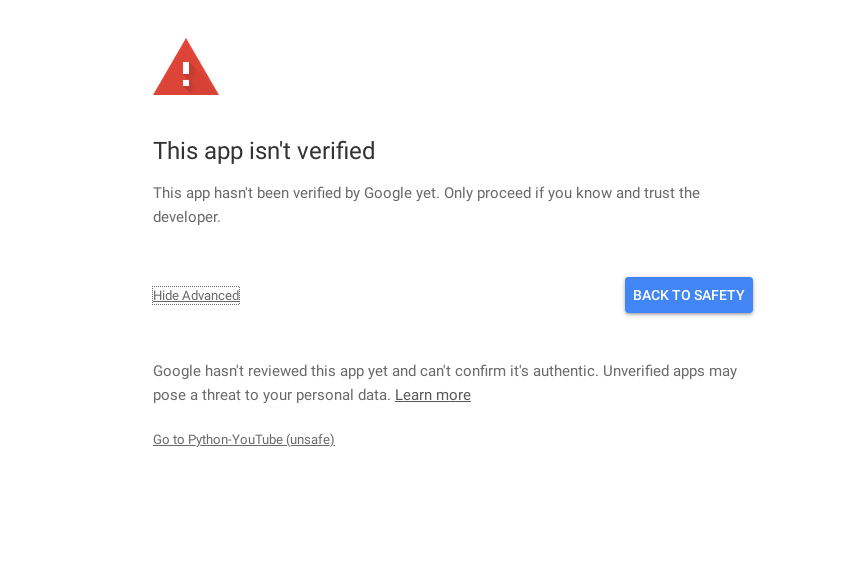 This app isn't verified
This app hasn't been verified by Google yet. Only proceed if you know and trust the
developer.
Hide Advanced
BACK TO SAFETY
Google hasn't reviewed this app yet and can't confirm it's authentic. Unverified apps may
pose a threat to your personal data. Learn more
Go to Python-YouTube (unsafe)